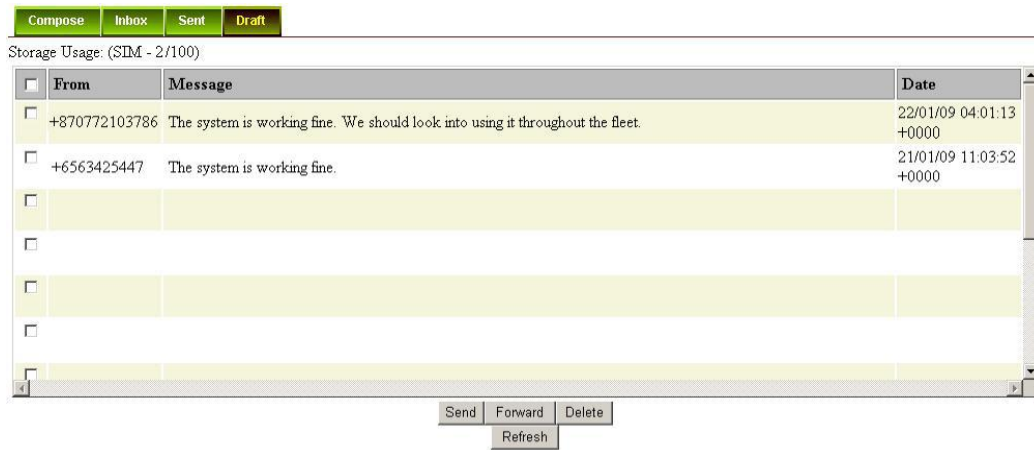 Compose Inbox Sent Draft
Storage Usage: (SIM - 2/100)
From Message Date
+870772103786 The system is working fine. We should look into using it throughout the fleet. 22/01/09 04:01:13
+0000
+6563425447 The system is working fine. 21/01/09 11:03:52
+0000
Send Forward Delete
Refresh